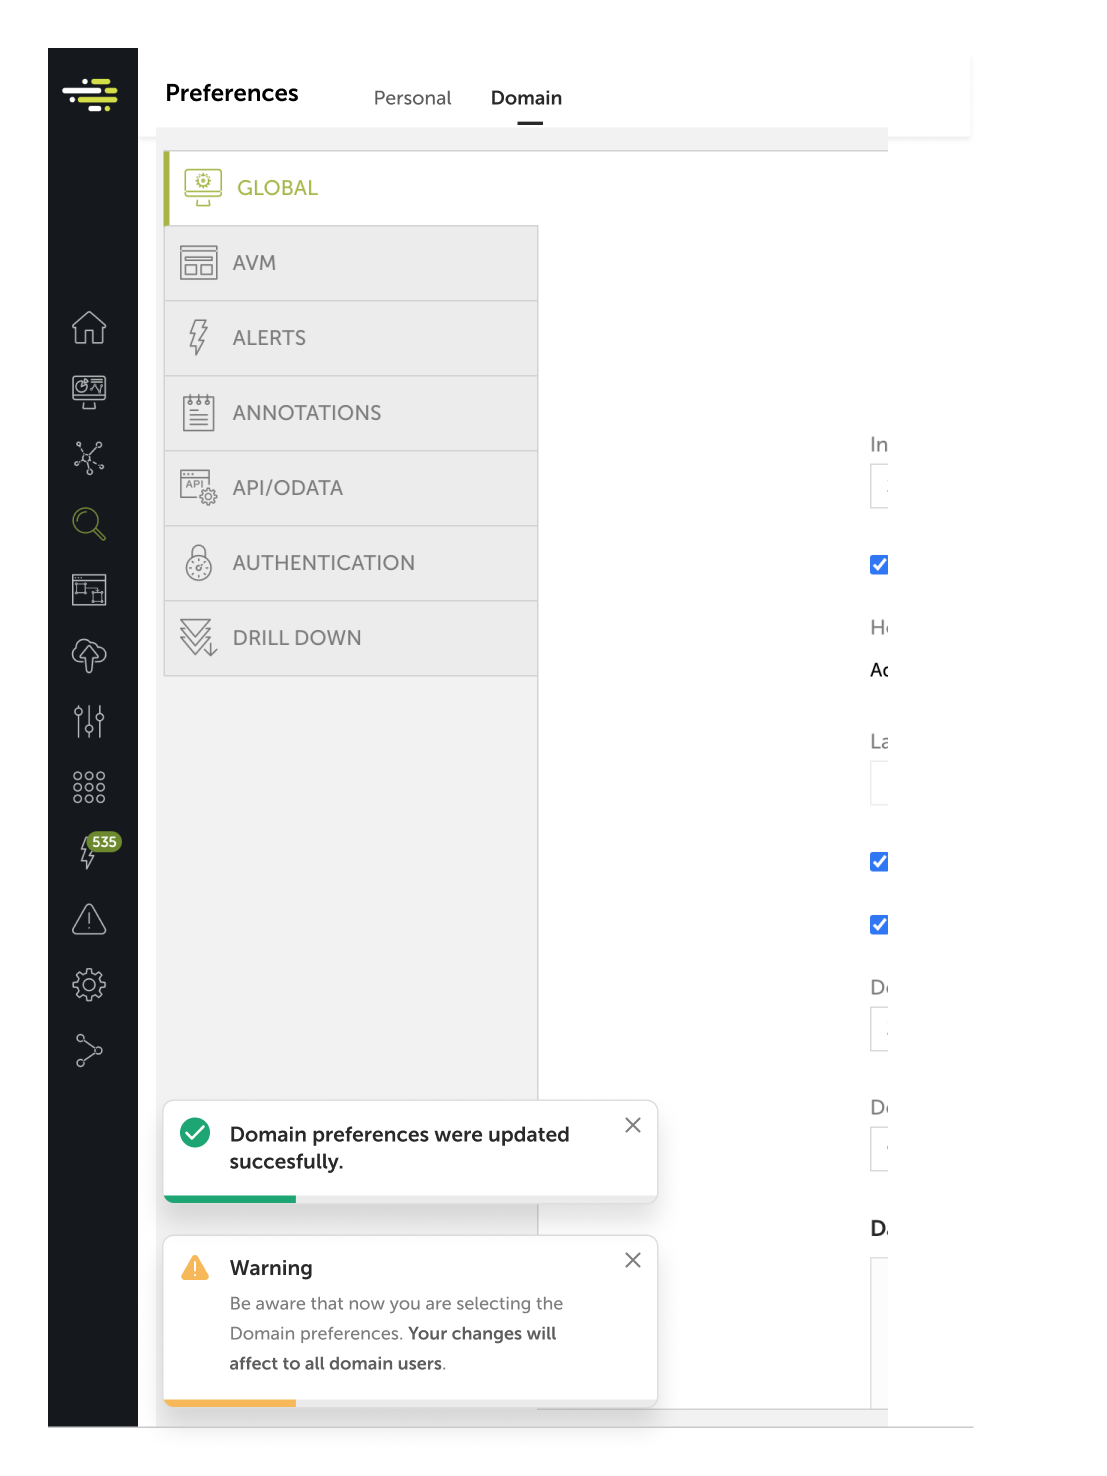 Preferences
Personal
Domain
GLOBAL
AVM
ALERTS
ANNOTATIONS
API/ODATA
API
AUTHENTICATION
DRILL DOWN
535
In
La
Domain preferences were updated
succesfully.
Warning
Be aware that now you are selecting the
Domain preferences. Your changes will
affect to all domain users.